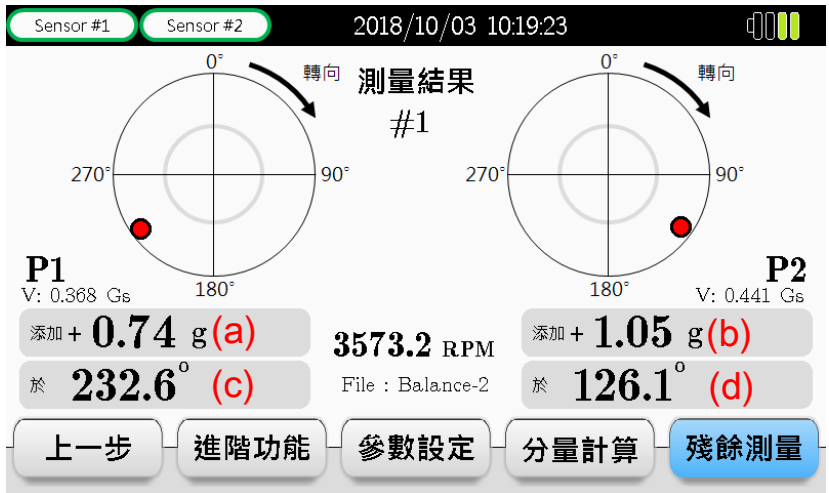 Sensor #1 Sensor #2 2018/10/03 10:19:23
0° 轉向 測量結果 0° 轉向
#1
270° 90° 270° 90°
P1 180° 180° P2
V: 0.368 Gs V: 0.441 Gs
添加 + 0.74 g (a) 添加 + 1.05 g (b)
3573.2 RPM
於 232.6° (c) File : Balance-2 於 126.1° (d)
上一步 進階功能 參數設定 分量計算 殘餘測量